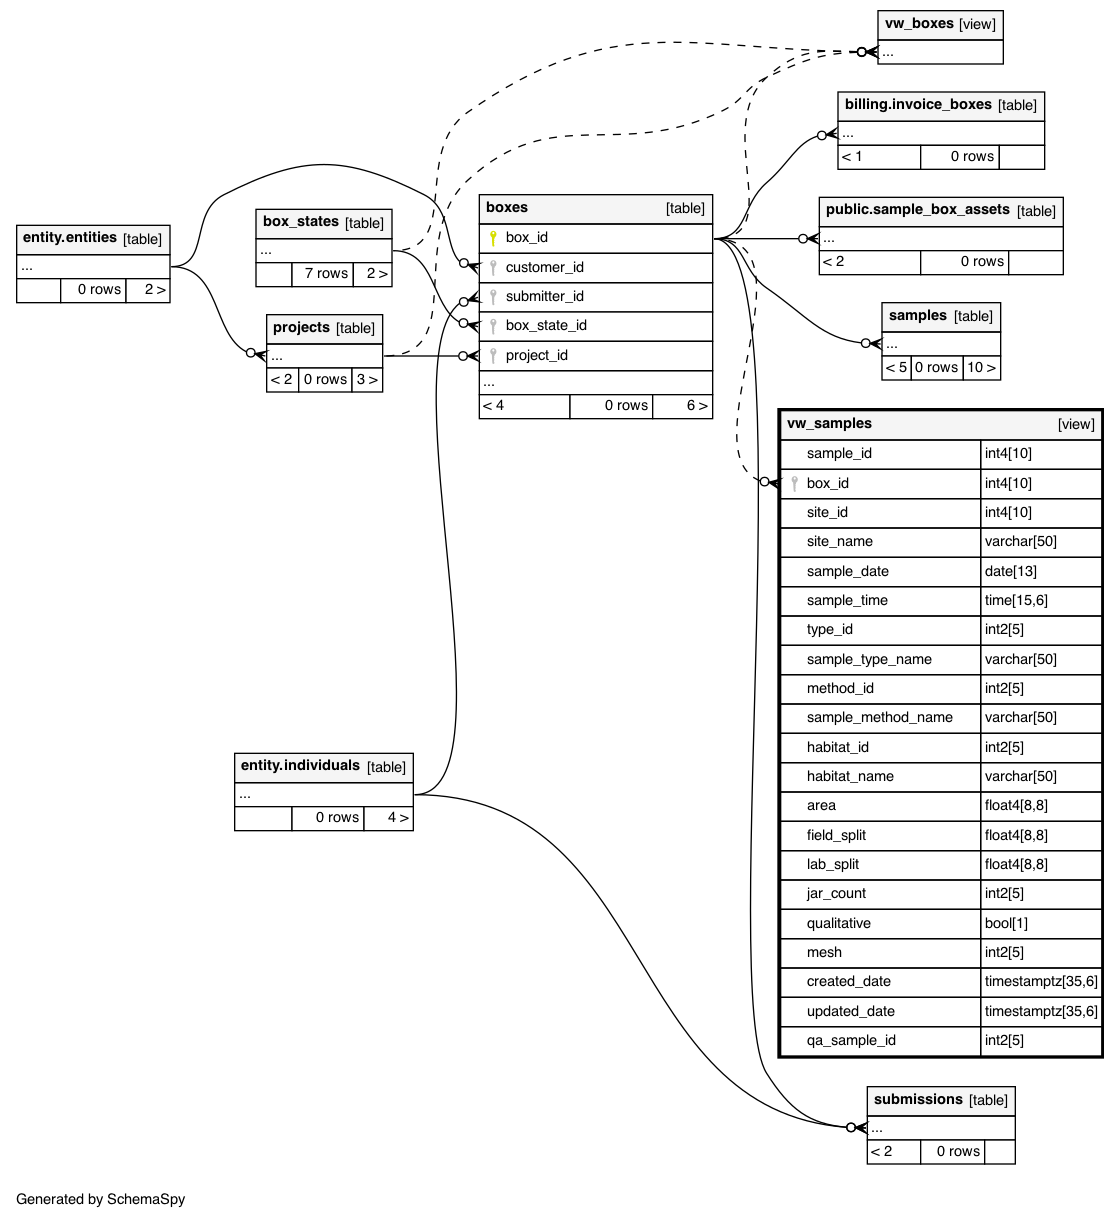 vw_boxes [view]
...
billing.invoice_boxes [table]
...
< 1 0 rows
boxes [table]
box_id
customer_id
submitter_id
box_state_id
project_id
...
< 4 0 rows 6 >
public.sample_box_assets [table]
...
< 2 0 rows
box_states [table]
...
7 rows 2 >
entity.entities [table]
...
0 rows 2 >
projects [table]
...
< 2 0 rows 3 >
samples [table]
...
< 5 0 rows 10 >
vw_samples [view]
sample_id int4[10]
box_id int4[10]
site_id int4[10]
site_name varchar[50]
sample_date date[13]
sample_time time[15,6]
type_id int2[5]
sample_type_name varchar[50]
method_id int2[5]
sample_method_name varchar[50]
habitat_id int2[5]
habitat_name varchar[50]
area float4[8,8]
field_split float4[8,8]
lab_split float4[8,8]
jar_count int2[5]
qualitative bool[1]
mesh int2[5]
created_date timestamptz[35,6]
updated_date timestamptz[35,6]
qa_sample_id int2[5]
entity.individuals [table]
...
0 rows 4 >
submissions [table]
...
< 2 0 rows
Generated by SchemaSpy